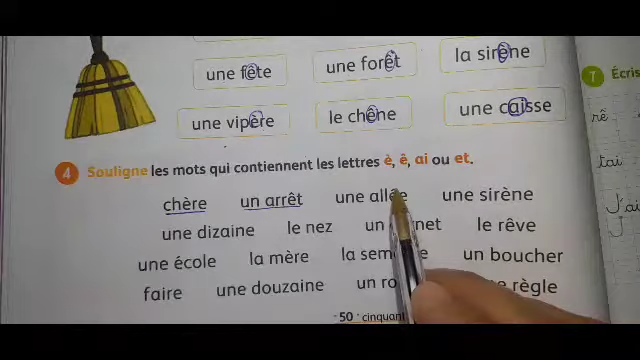 une fête une forêt la sirène
une vipère le chêne une caisse
4 Souligne les mots qui contiennent les lettres è, ê, ai ou et.
chère un arrêt une allée une sirène
une dizaine le nez un net le rêve
une école la mère la un boucher
faire une douzaine un règle
50 cinquant
7 Écris
rê
tai
J'ai
J